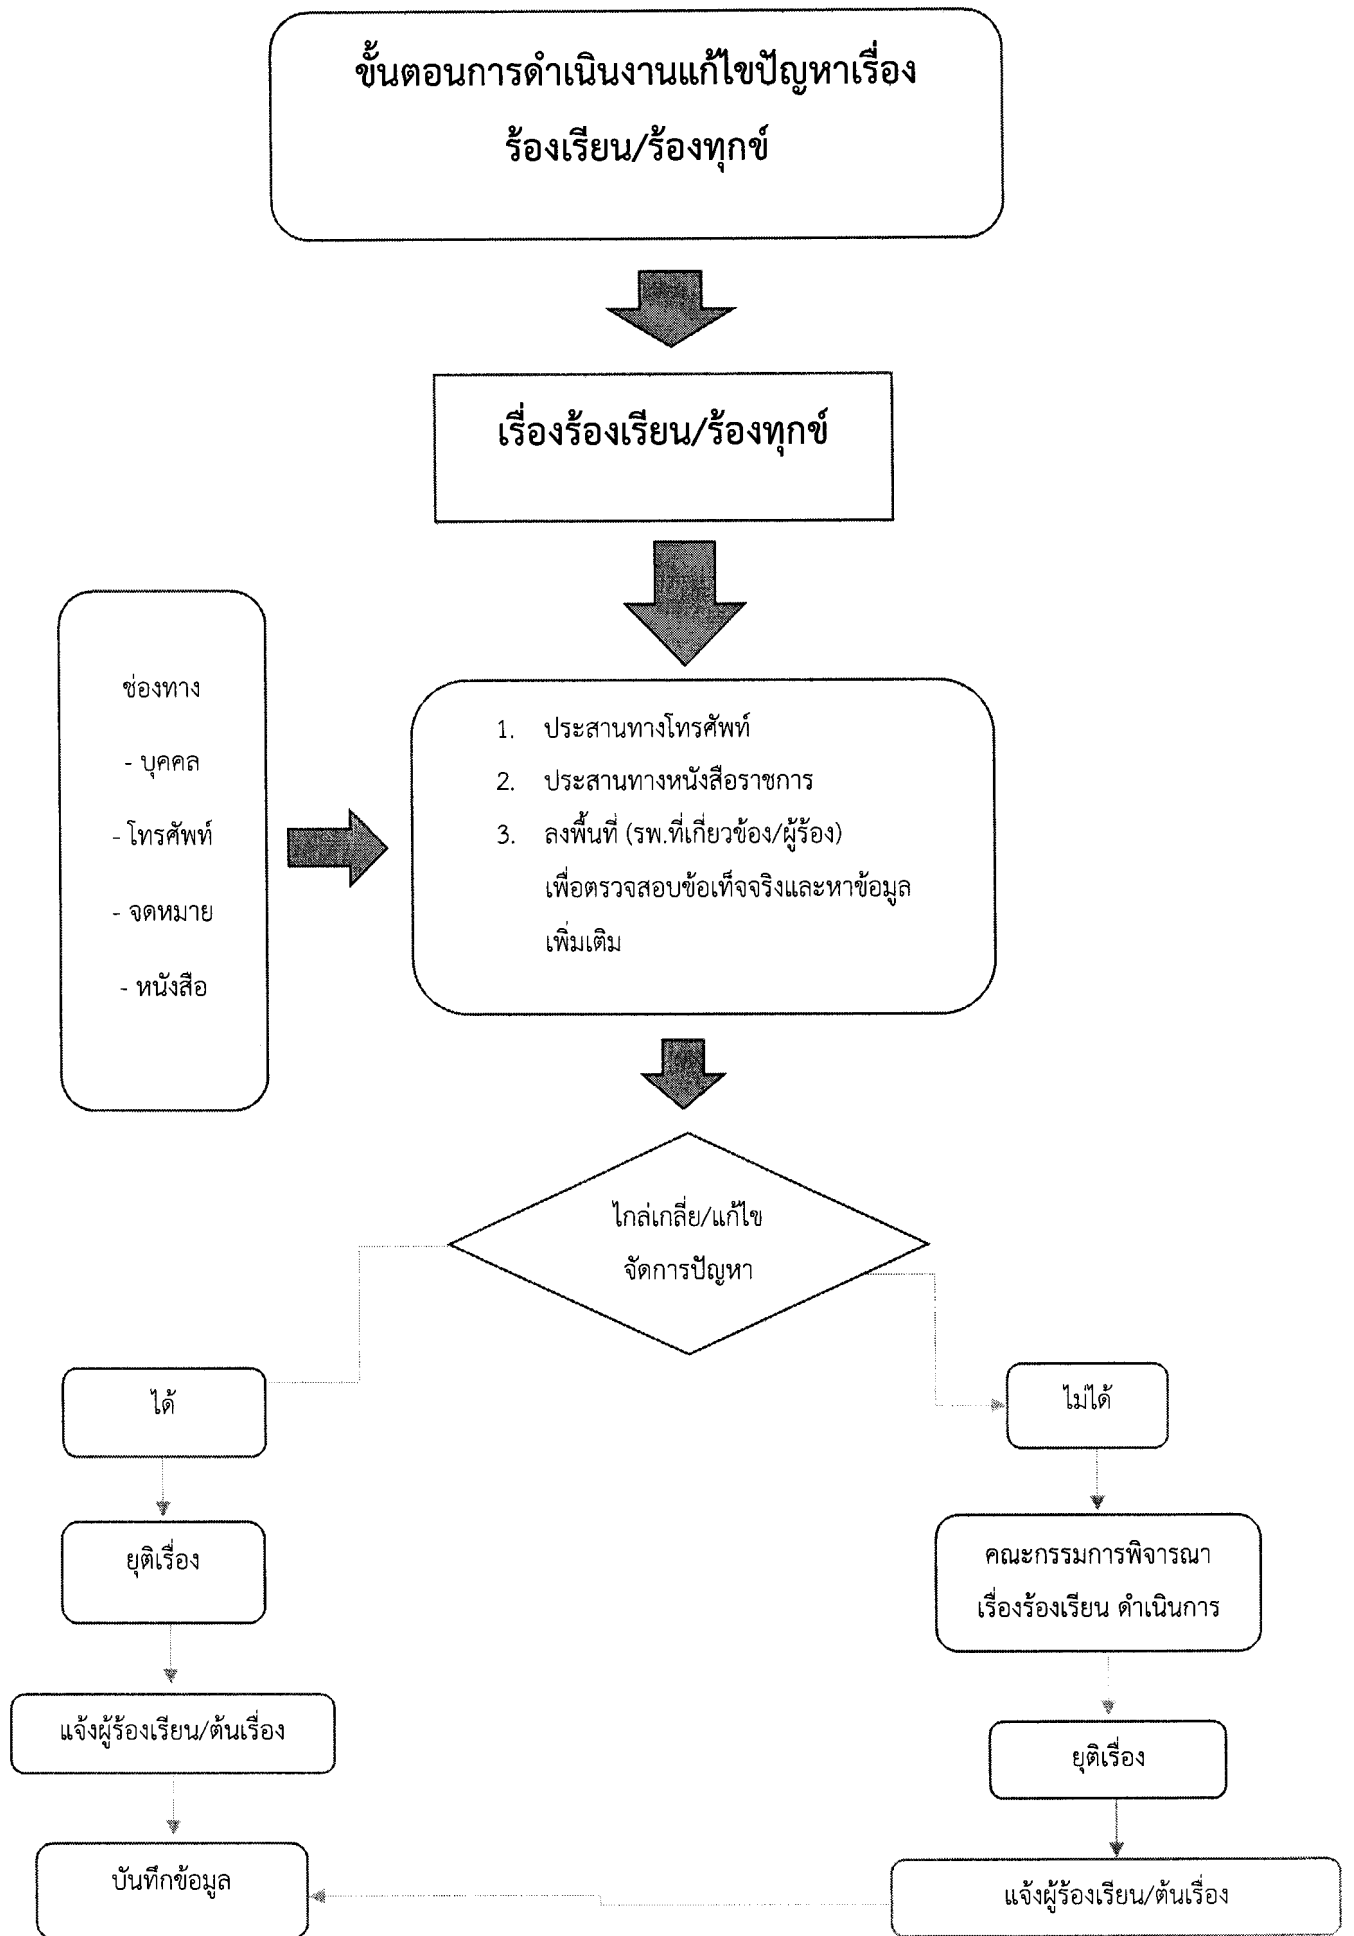 ขั้นตอนการดำเนินงานแก้ไขปัญหาเรื่อง
ร้องเรียน/ร้องทุกข์
เรื่องร้องเรียน/ร้องทุกข์
ช่องทาง
- บุคคล
- โทรศัพท์
- จดหมาย
- หนังสือ
1. ประสานทางโทรศัพท์
2. ประสานทางหนังสือราชการ
3. ลงพื้นที่ (รพ.ที่เกี่ยวข้อง/ผู้ร้อง)
เพื่อตรวจสอบข้อเท็จจริงและหาข้อมูล
เพิ่มเติม
ไกล่เกลี่ย/แก้ไข
จัดการปัญหา
ได้
ไม่ได้
ยุติเรื่อง
คณะกรรมการพิจารณา
เรื่องร้องเรียน ดำเนินการ
แจ้งผู้ร้องเรียน/ต้นเรื่อง
ยุติเรื่อง
บันทึกข้อมูล
แจ้งผู้ร้องเรียน/ต้นเรื่อง